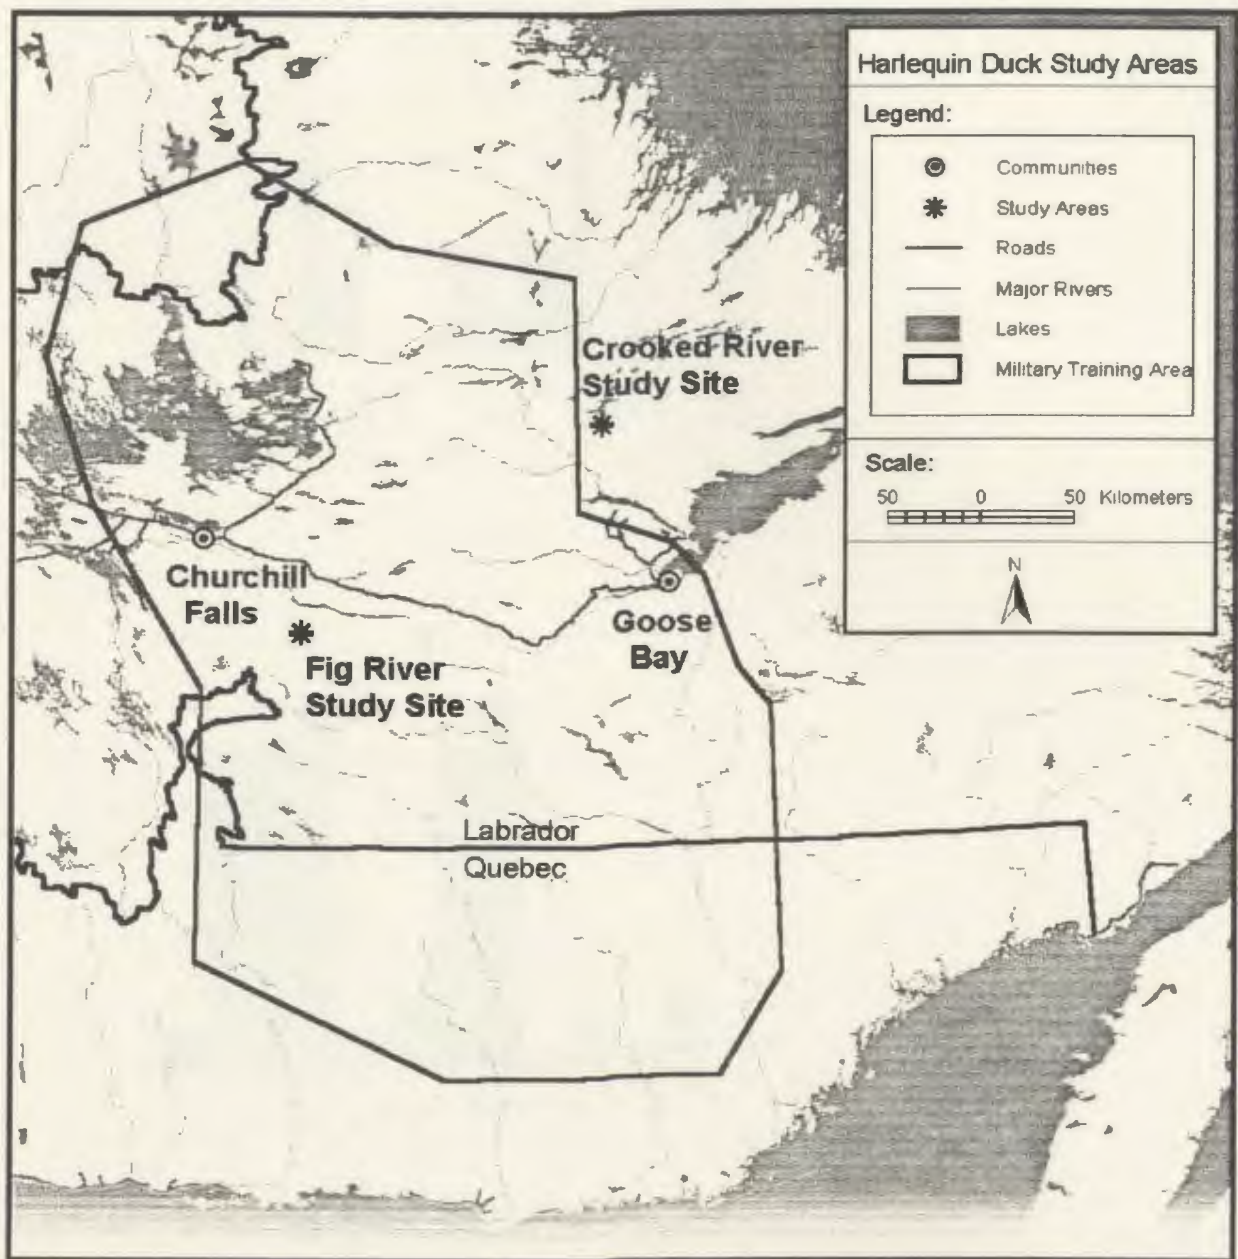 Harlequin Duck Study Areas
Legend:
Communities
Study Areas
Roads
Major Rivers
Lakes
Military Training Area
Scale:
50 0 50 Kilometers
N
Crooked River
Study Site
Churchill
Falls
Goose
Bay
Fig River
Study Site
Labrador
Quebec